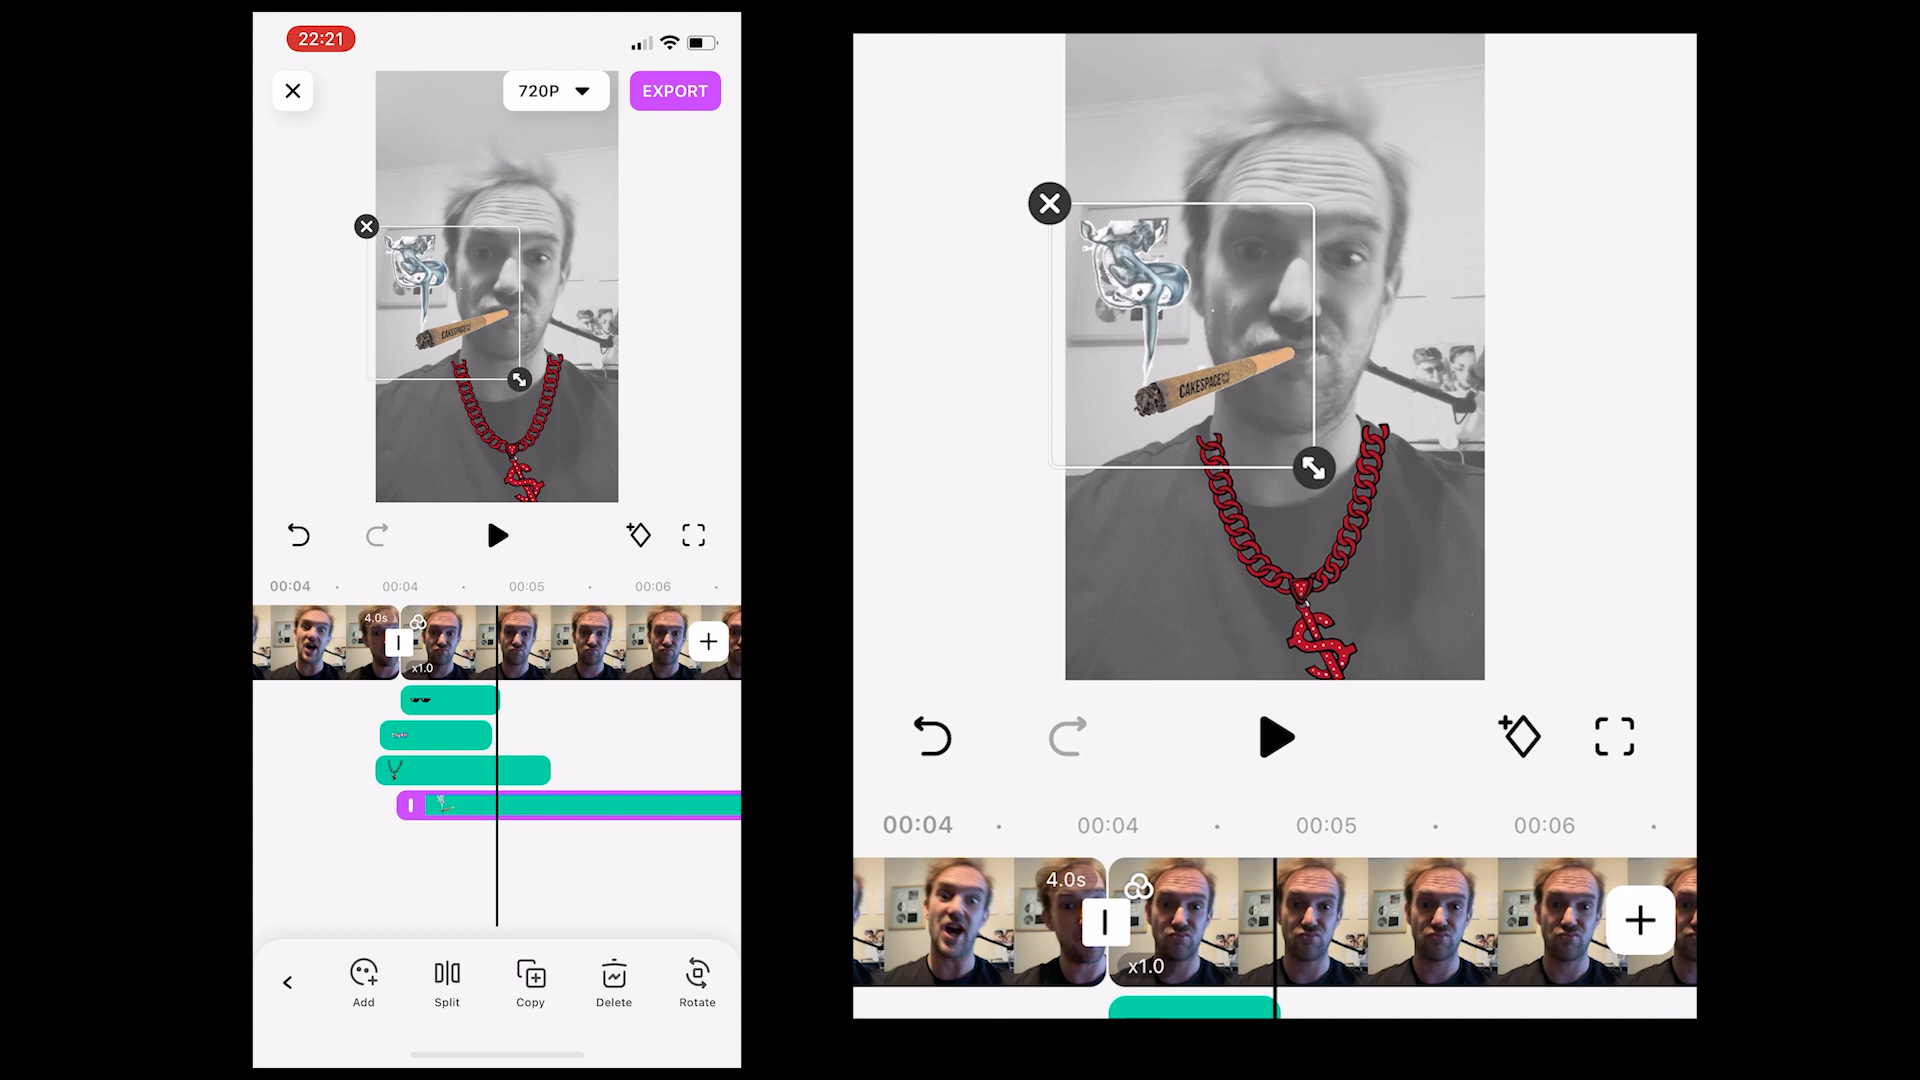 22:21
720P
EXPORT
CAKESPACE
00:04
00:04
00:05
00:06
4.0s
x1.0
Add
Split
Copy
Delete
Rotate
CAKESPACE
00:04
00:04
00:05
00:06
4.0s
x1.0